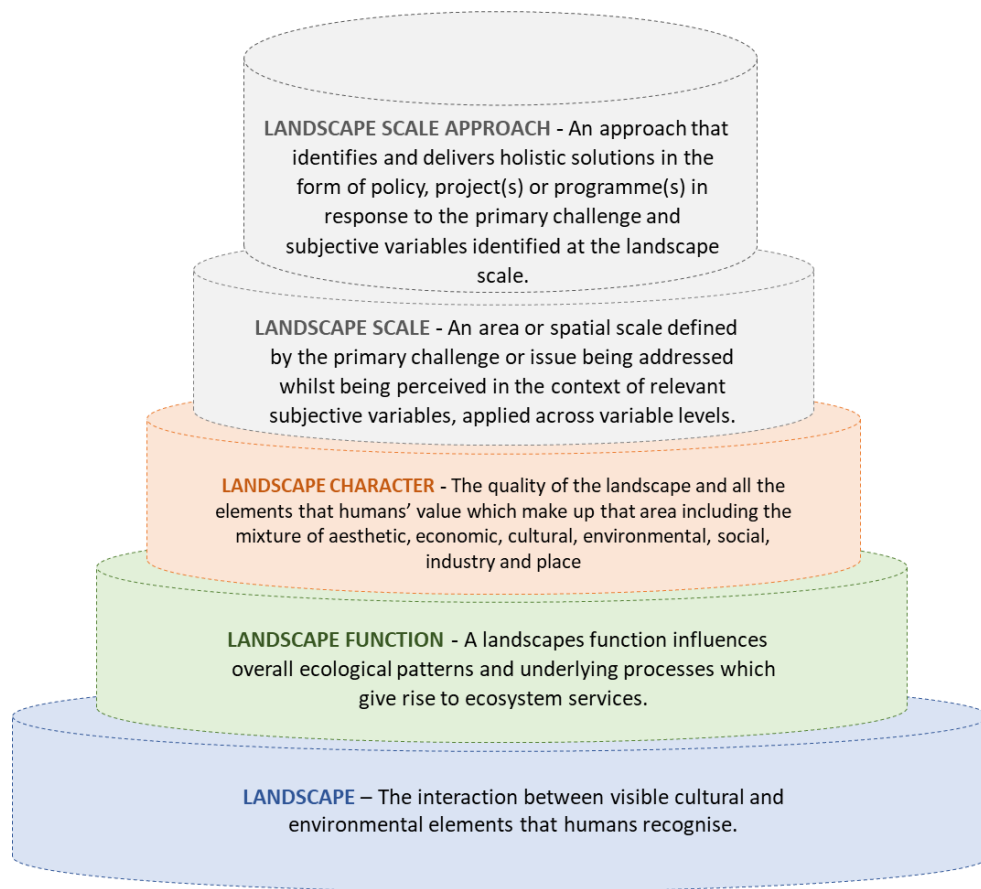 LANDSCAPE SCALE APPROACH - An approach that
identifies and delivers holistic solutions in the
form of policy, project(s) or programme(s) in
response to the primary challenge and
subjective variables identified at the landscape
scale.
LANDSCAPE SCALE - An area or spatial scale defined
by the primary challenge or issue being addressed
whilst being perceived in the context of relevant
subjective variables, applied across variable levels.
LANDSCAPE CHARACTER - The quality of the landscape and all the
elements that humans’ value which make up that area including the
mixture of aesthetic, economic, cultural, environmental, social,
industry and place
LANDSCAPE FUNCTION - A landscapes function influences
overall ecological patterns and underlying processes which
give rise to ecosystem services.
LANDSCAPE – The interaction between visible cultural and
environmental elements that humans recognise.